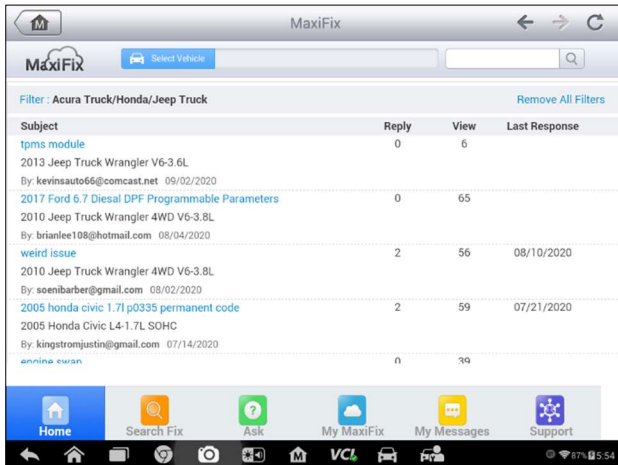 M MaxiFix
MaxiFix Select Vehicle
Filter : Acura Truck/Honda/Jeep Truck Remove All Filters
Subject Reply View Last Response
tpms module 0 6
2013 Jeep Truck Wrangler V6-3.6L
By: kevinsauto66@comcast.net 09/02/2020
2017 Ford 6.7 Diesal DPF Programmable Parameters 0 65
2010 Jeep Truck Wrangler 4WD V6-3.8L
By: brianlee108@hotmail.com 08/04/2020
weird issue 2 56 08/10/2020
2010 Jeep Truck Wrangler 4WD V6-3.8L
By: soenibarber@gmail.com 08/02/2020
2005 honda civic 1.7l p0335 permanent code 2 59 07/21/2020
2005 Honda Civic L4-1.7L SOHC
By: kingstromjustin@gmail.com 07/14/2020
engine swap 0 39
Home Search Fix Ask My MaxiFix My Messages Support
M VCI 87% 5:54